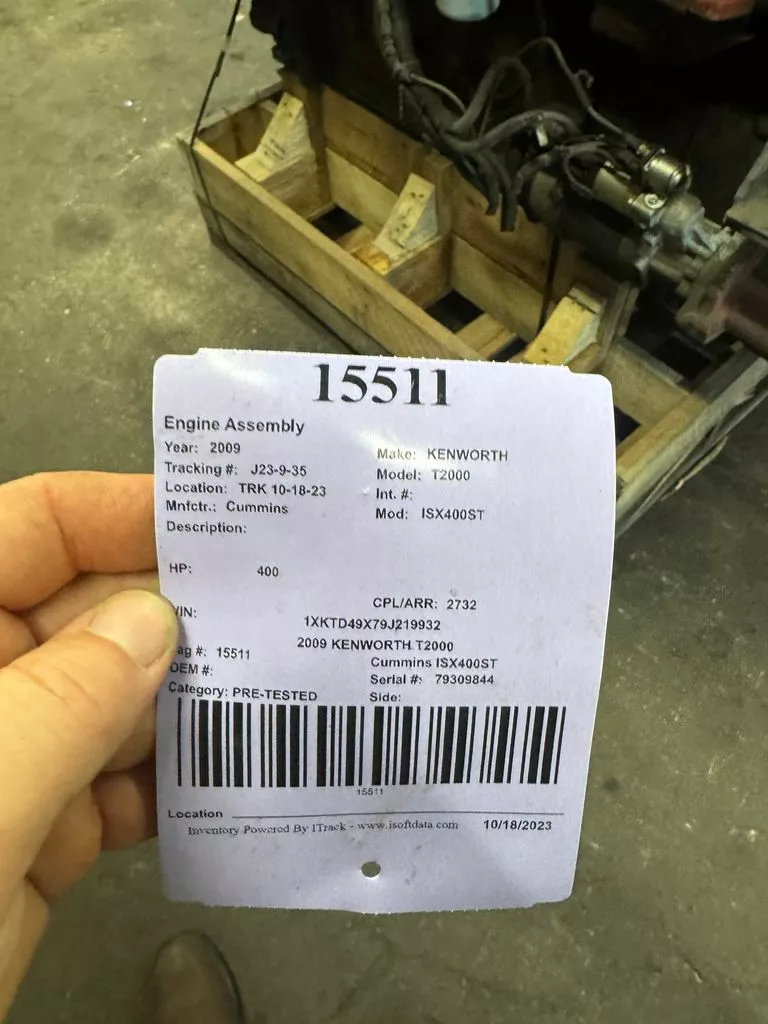 15511
Engine Assembly
Year: 2009
Make: KENWORTH
Tracking #: J23-9-35
Model: T2000
Location: TRK 10-18-23
Int. #:
Mnfctr.: Cummins
Mod: ISX400ST
Description:
HP: 400
CPL/ARR: 2732
VIN: 1XKTD49X79J219932
2009 KENWORTH T2000
ag #: 15511
Cummins ISX400ST
OEM #:
Serial #: 79309844
Category: PRE-TESTED
Side:
15511
Location
Inventory Powered By ITrack - www.isoftdata.com 10/18/2023